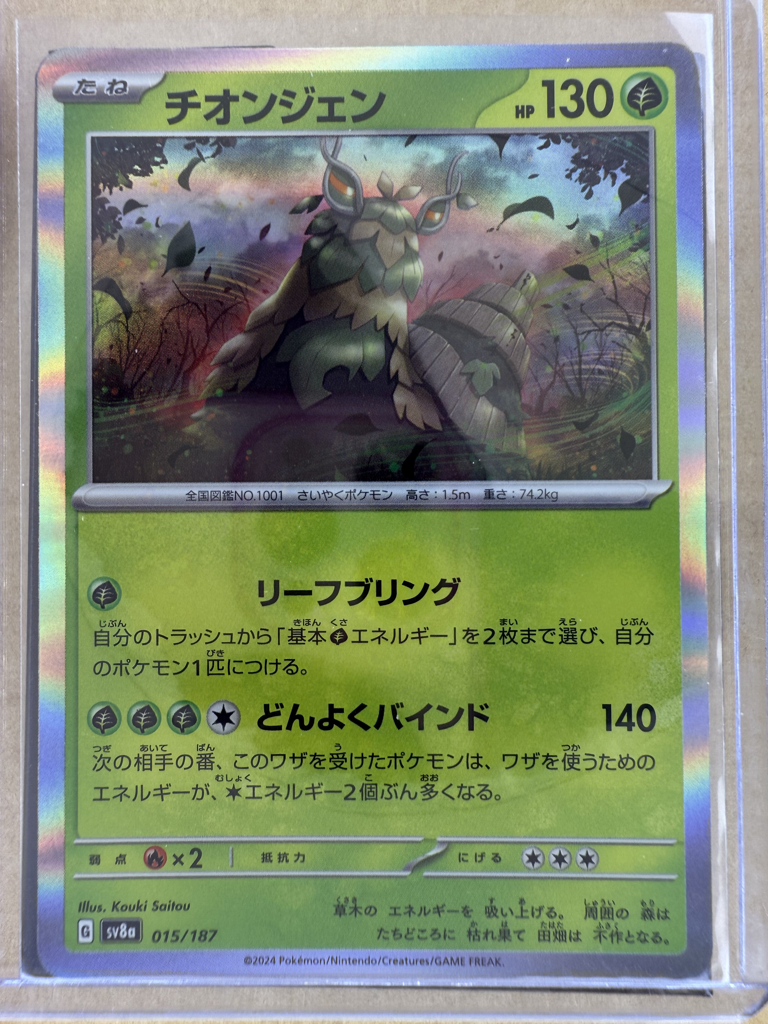 たね チオンジェン HP 130
全国図鑑NO.1001 さいやくポケモン 高さ：1.5m 重さ：74.2kg
リーフブリング
自分のトラッシュから「基本エネルギー」を2枚まで選び、自分
のポケモン1匹につける。
どんよくバインド 140
次の相手の番、このワザを受けたポケモンは、ワザを使うための
エネルギーが、エネルギー2個ぶん多くなる。
弱点 ×2 抵抗力 にげる
Illus. Kouki Saitou
草木の エネルギーを 吸い上げる。 周囲の 森は
たちどころに 枯れ果て 田畑は 不作となる。
G sv8a 015/187
©2024 Pokémon/Nintendo/Creatures/GAME FREAK.